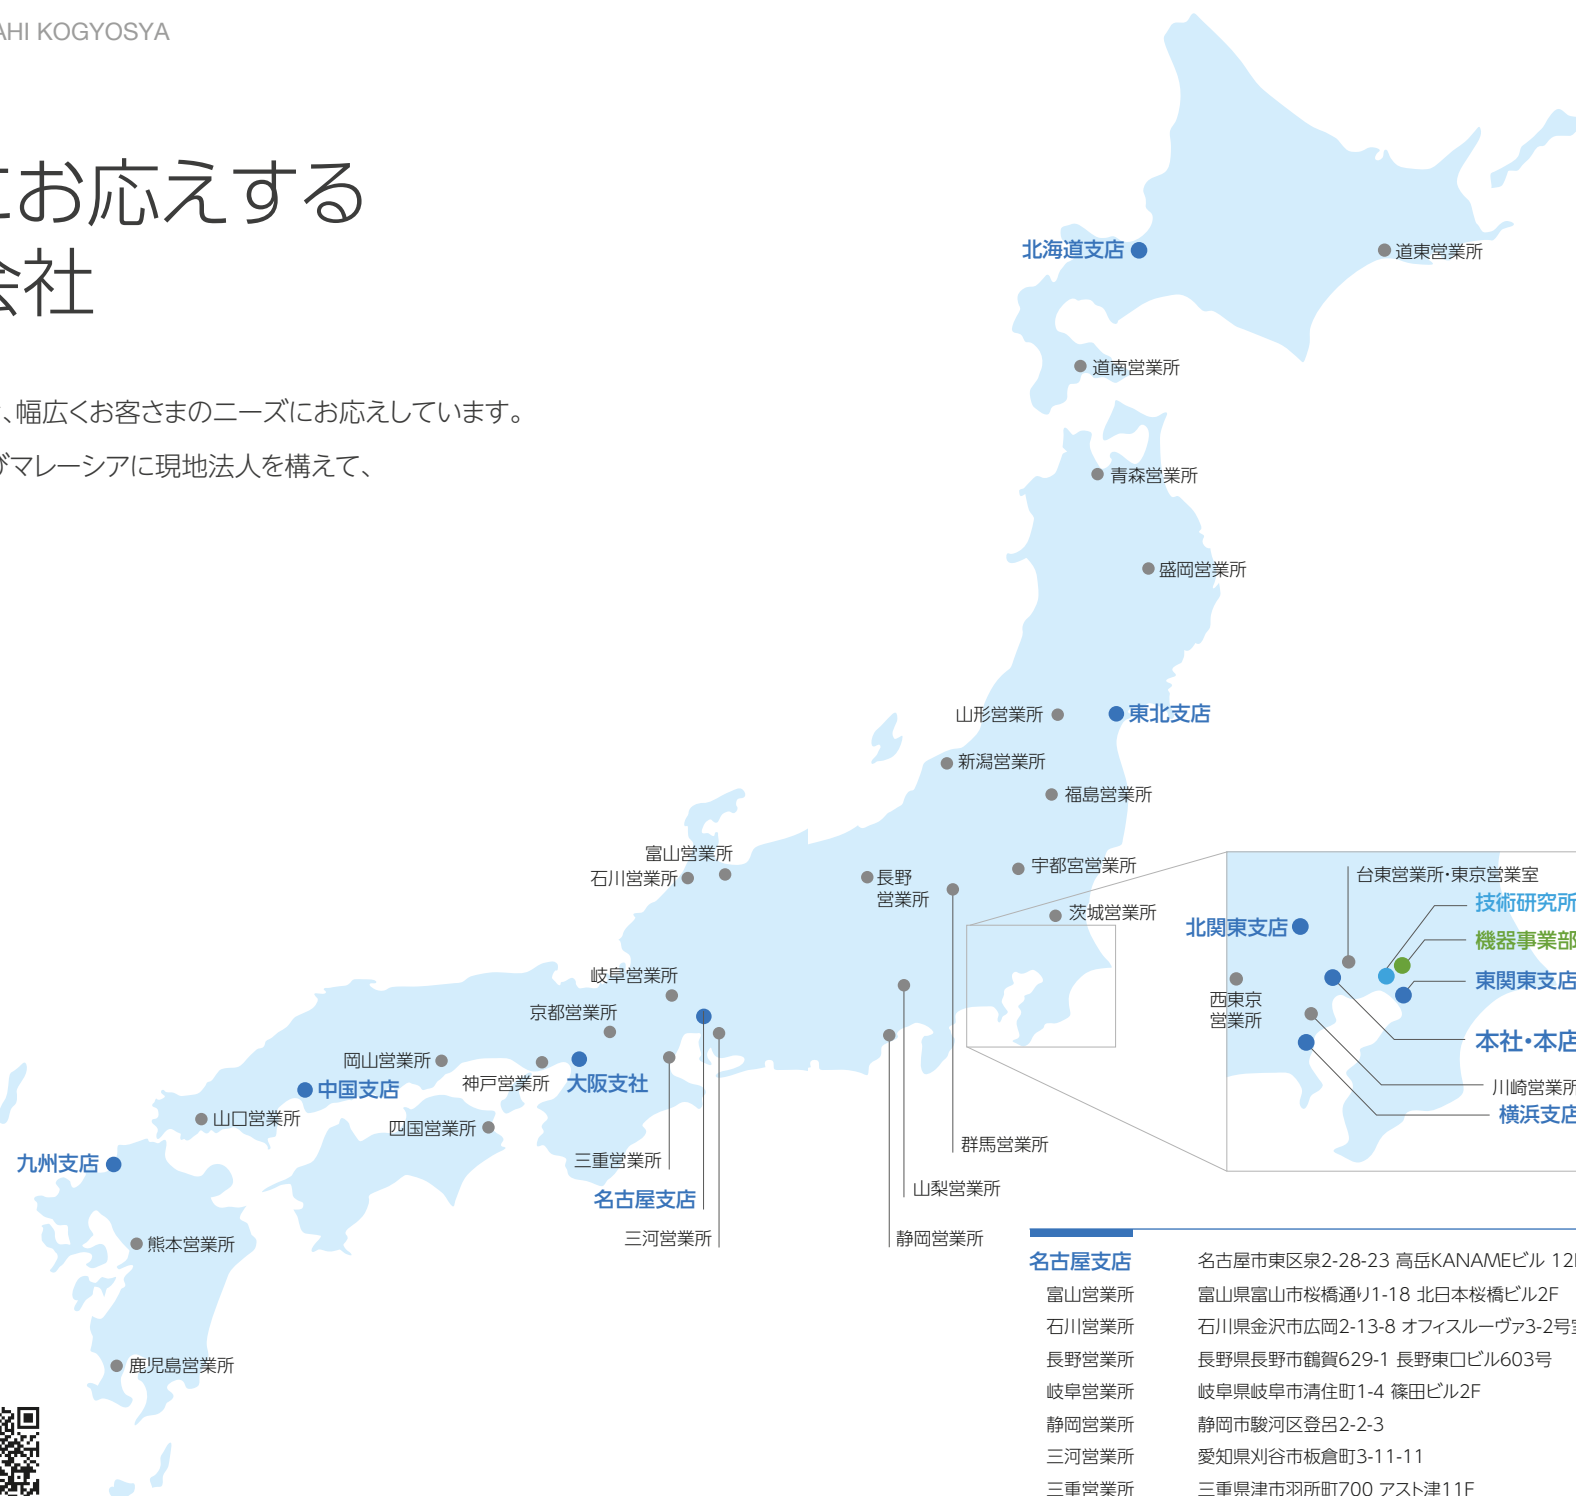 AHI KOGYOSYA
にお応えする
会社
、幅広くお客さまのニーズにお応えしています。
びマレーシアに現地法人を構えて、
北海道支店
道東営業所
道南営業所
青森営業所
盛岡営業所
山形営業所
東北支店
新潟営業所
福島営業所
富山営業所
石川営業所
長野
営業所
宇都宮営業所
茨城営業所
台東営業所・東京営業室
技術研究所
北関東支店
機器事業部
東関東支店
西東京
営業所
本社・本店
川崎営業所
横浜支店
岐阜営業所
京都営業所
岡山営業所
神戸営業所
大阪支社
中国支店
山口営業所
四国営業所
九州支店
三重営業所
名古屋支店
三河営業所
群馬営業所
山梨営業所
静岡営業所
熊本営業所
鹿児島営業所
名古屋支店 名古屋市東区泉2-28-23 高岳KANAMEビル 12F
富山営業所 富山県富山市桜橋通り1-18 北日本桜橋ビル2F
石川営業所 石川県金沢市広岡2-13-8 オフィスルーヴァ3-2号室
長野営業所 長野県長野市鶴賀629-1 長野東口ビル603号
岐阜営業所 岐阜県岐阜市清住町1-4 篠田ビル2F
静岡営業所 静岡市駿河区登呂2-2-3
三河営業所 愛知県刈谷市板倉町3-11-11
三重営業所 三重県津市羽所町700 アスト津11F